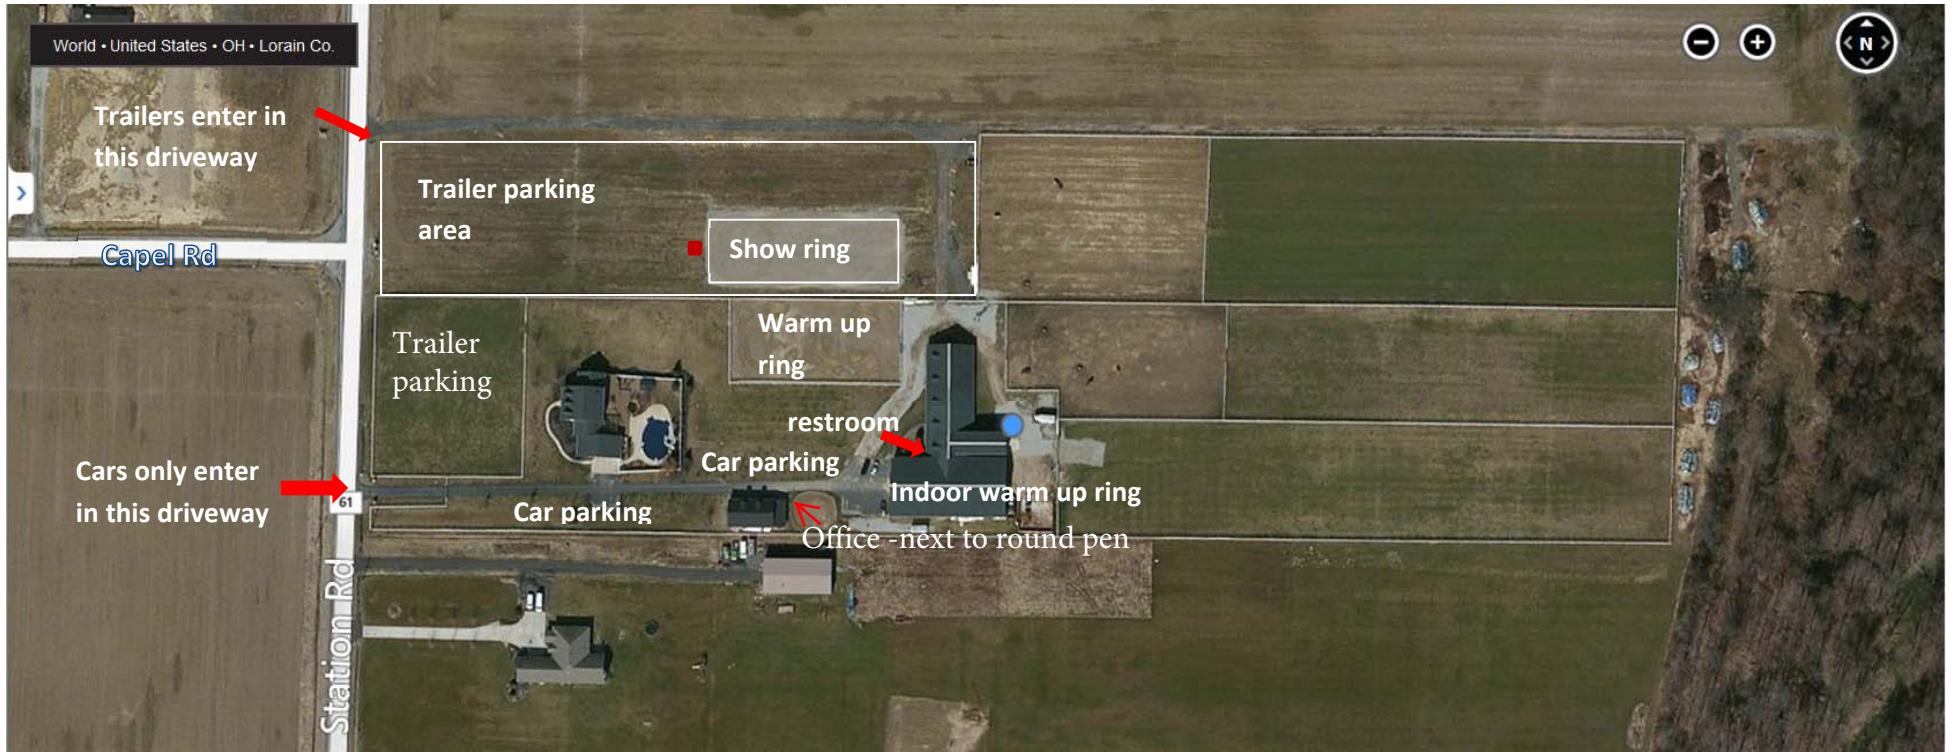 World • United States • OH • Lorain Co.
N
Trailers enter in
this driveway
Trailer parking
area
Show ring
Capel Rd
Warm up
ring
Trailer
parking
restroom
Car parking
Cars only enter
in this driveway
61
Indoor warm up ring
Car parking
Office -next to round pen
Station Rd